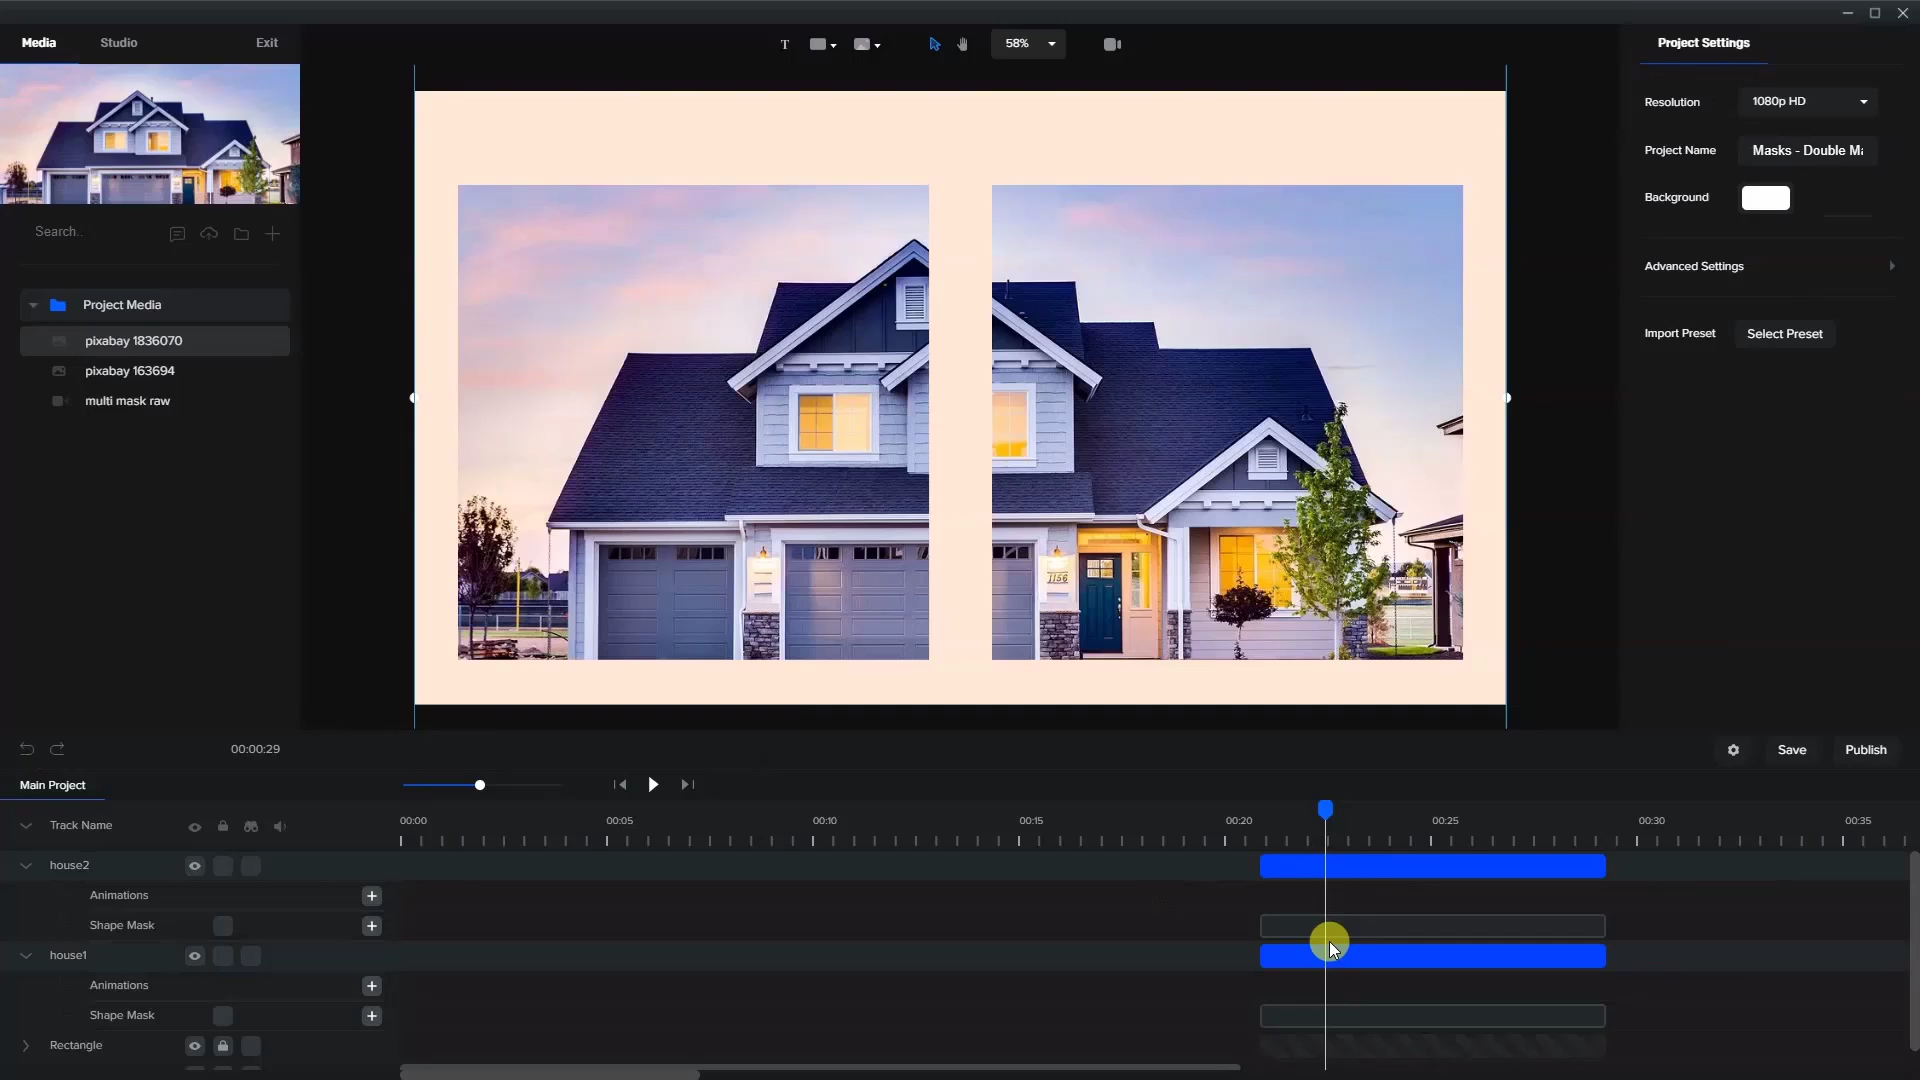 Media Studio Exit
T 58%
Project Settings
Resolution 1080p HD
Project Name Masks - Double Ma
Background
Advanced Settings
Import Preset Select Preset
Search..
Project Media
pixabay 1836070
pixabay 163694
multi mask raw
1156
00:00:29
Save Publish
Main Project
Track Name
00:00 00:05 00:10 00:15 00:20 00:25 00:30 00:35
house2
Animations
Shape Mask
house1
Animations
Shape Mask
Rectangle